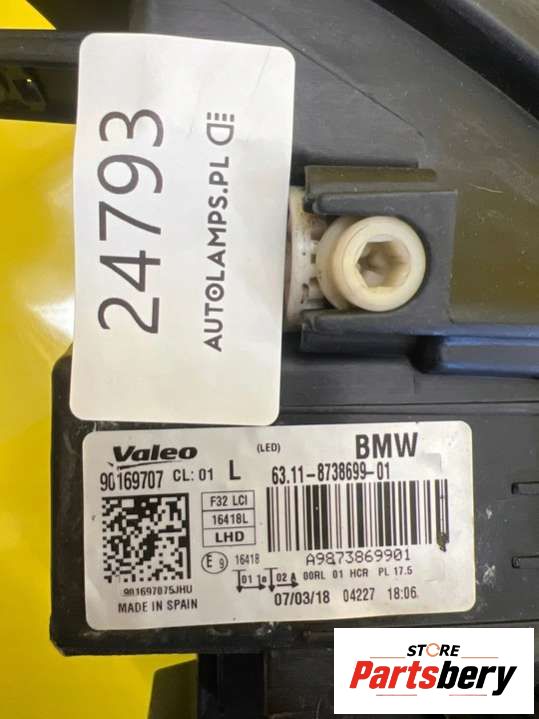 24793
AUTOLAMPS.PL
Valeo
(LED)
BMW
90169707 CL: 01 L 63.11-8738699-01
F32 LCI
16418L
LHD
E9 16418
A9873869901
01 a 02 A 00RL 01 HCR PL 17.5
901697075JHU
MADE IN SPAIN
07/03/18 04227 18:06
STORE
Partsbery